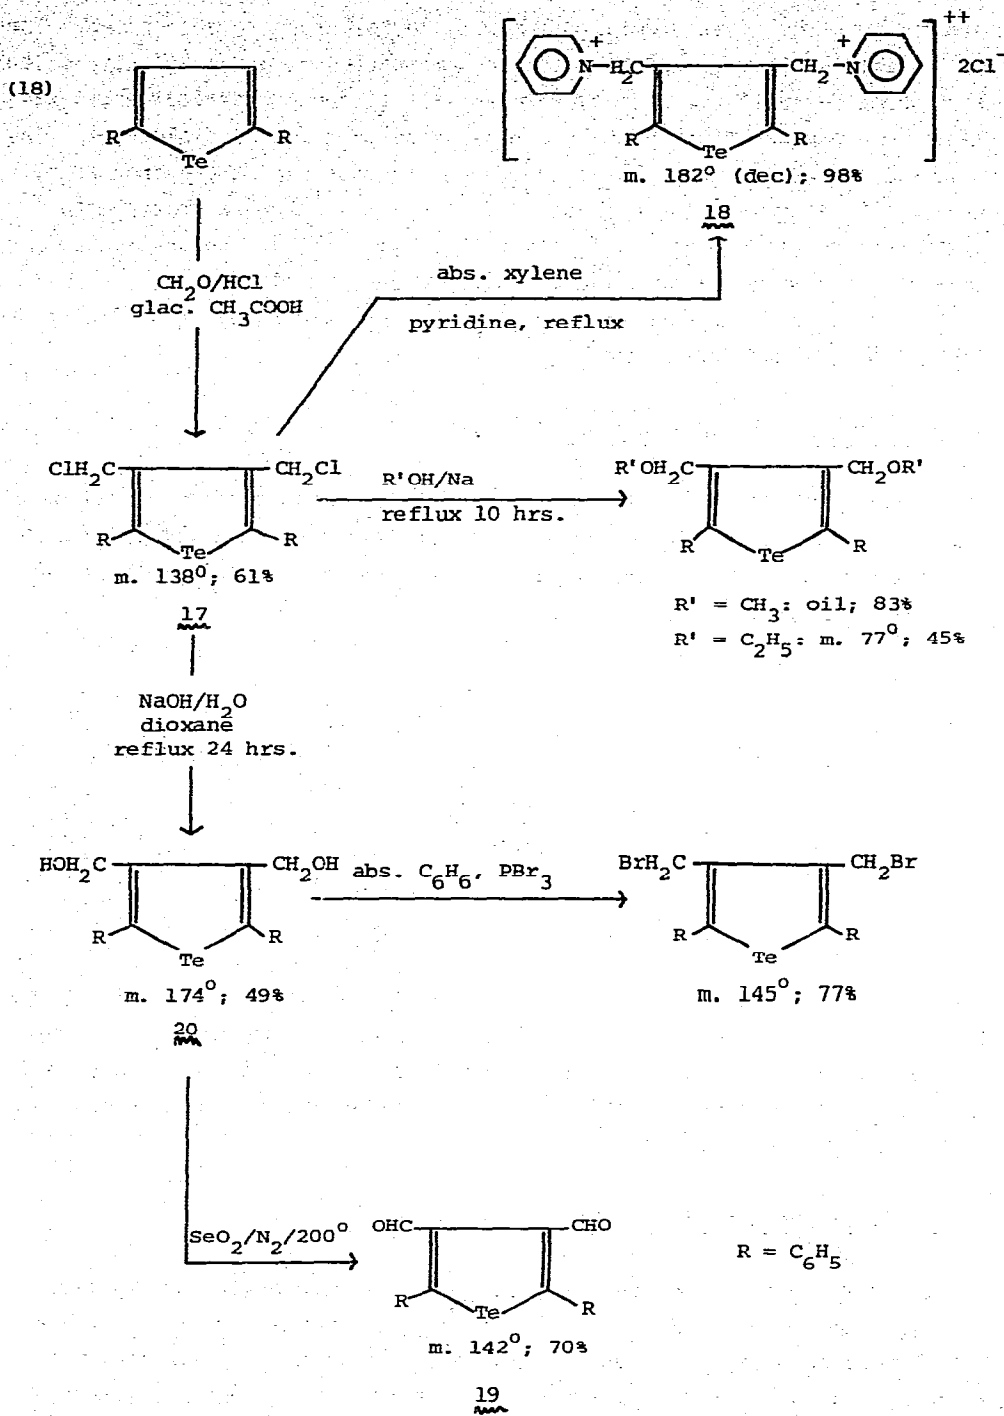 (18)
R R
Te
CH2O/HCl
glac. CH3COOH
[ N+ H2C CH2 N+ ]++ 2Cl-
R R
Te
m. 182° (dec); 98%
18
abs. xylene
pyridine, reflux
ClH2C CH2Cl
R R
Te
m. 138°; 61%
17
R'OH/Na
reflux 10 hrs.
R'OH2C CH2OR'
R R
Te
R' = CH3: oil; 83%
R' = C2H5: m. 77°; 45%
NaOH/H2O
dioxane
reflux 24 hrs.
HOH2C CH2OH
R R
Te
m. 174°; 49%
20
abs. C6H6, PBr3
BrH2C CH2Br
R R
Te
m. 145°; 77%
SeO2/N2/200°
OHC CHO
R R
Te
m. 142°; 70%
19
R = C6H5